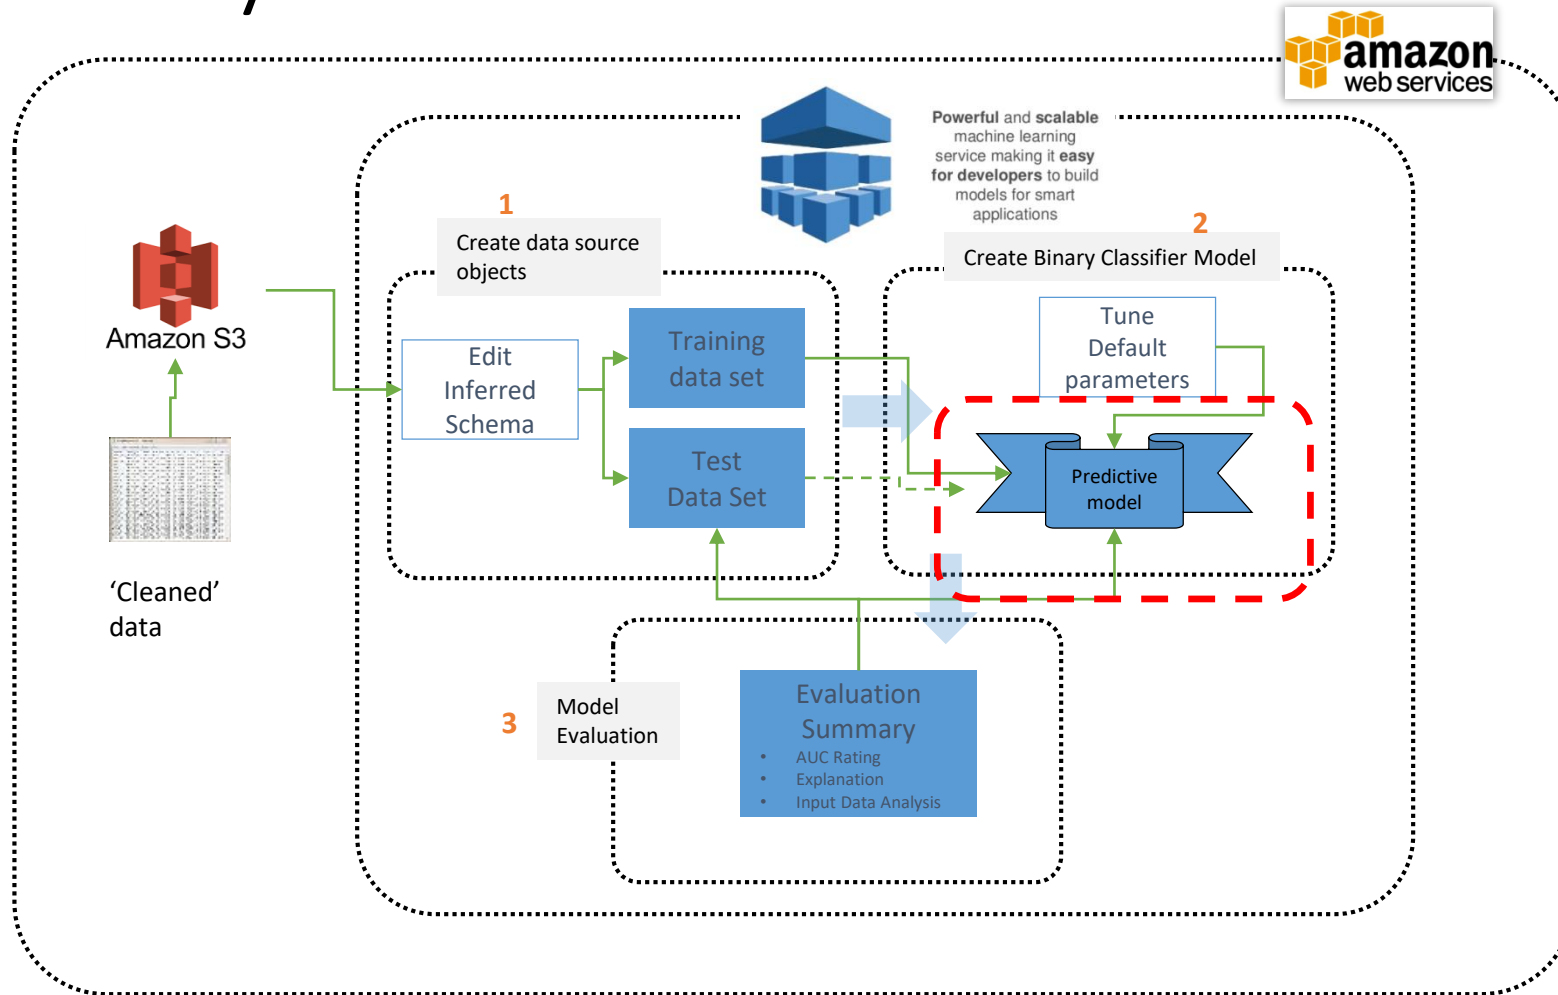 amazon
web services
Powerful and scalable
machine learning
service making it easy
for developers to build
models for smart
applications
1
Create data source
objects
2
Create Binary Classifier Model
Amazon S3
Edit
Inferred
Schema
Training
data set
Test
Data Set
Tune
Default
parameters
Predictive
model
‘Cleaned’
data
3
Model
Evaluation
Evaluation
Summary
• AUC Rating
• Explanation
• Input Data Analysis